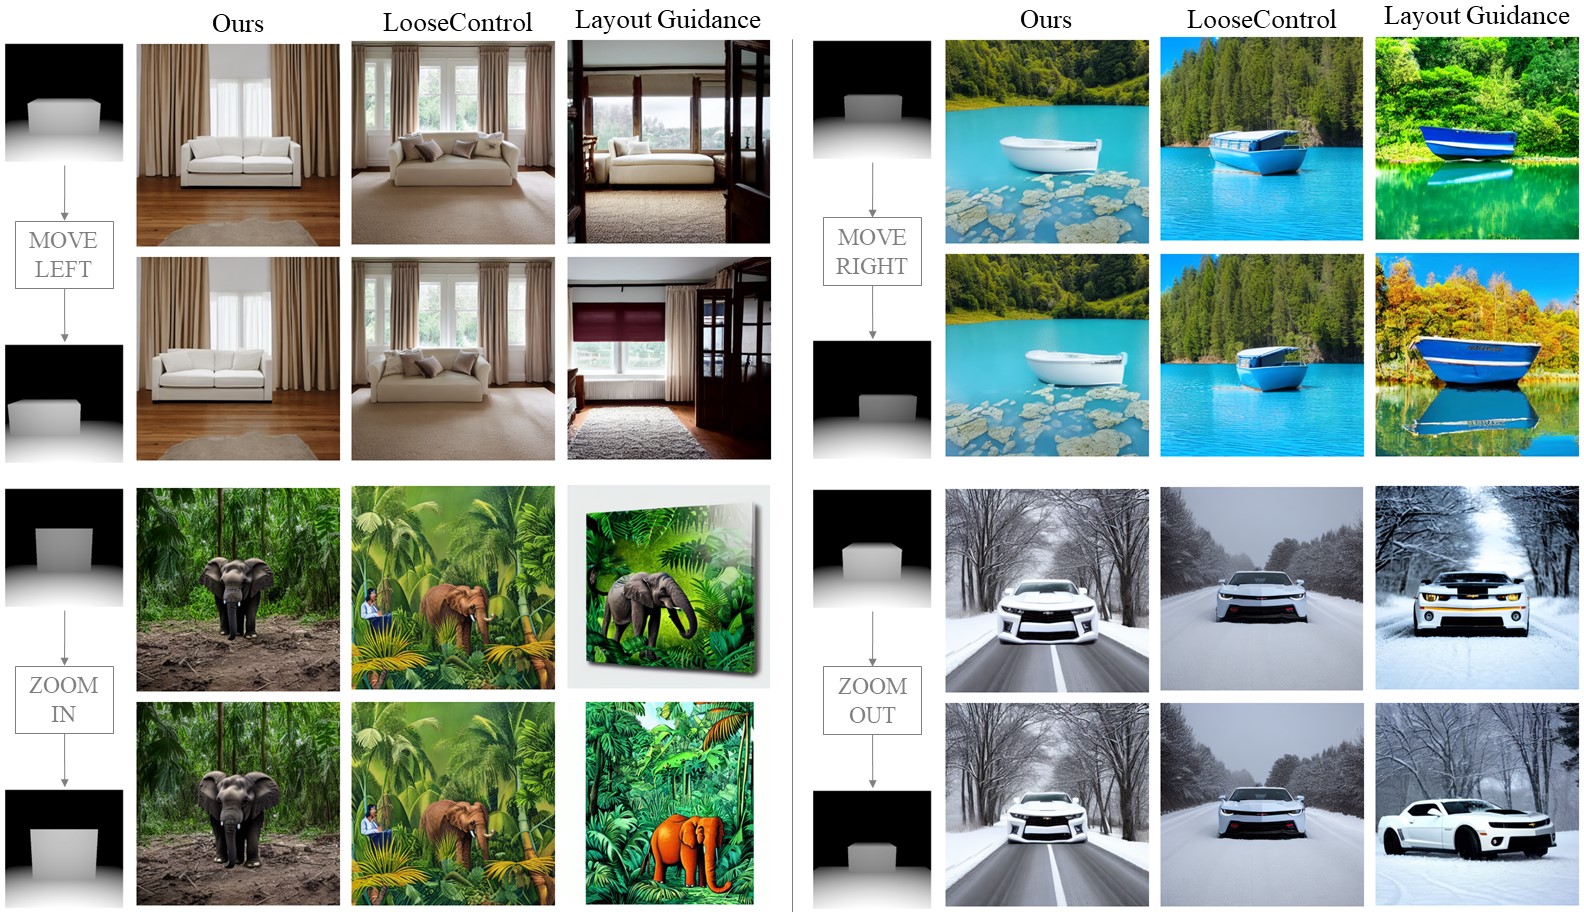 Ours
LooseControl
Layout Guidance
Ours
LooseControl
Layout Guidance
MOVE
LEFT
MOVE
RIGHT
ZOOM
IN
ZOOM
OUT